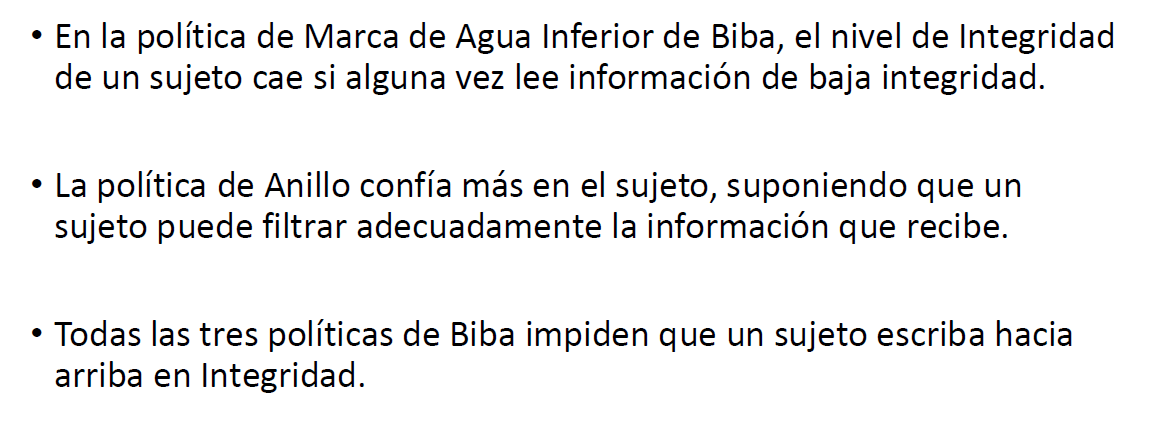 • En la política de Marca de Agua Inferior de Biba, el nivel de Integridad
de un sujeto cae si alguna vez lee información de baja integridad.
• La política de Anillo confía más en el sujeto, suponiendo que un
sujeto puede filtrar adecuadamente la información que recibe.
• Todas las tres políticas de Biba impiden que un sujeto escriba hacia
arriba en Integridad.